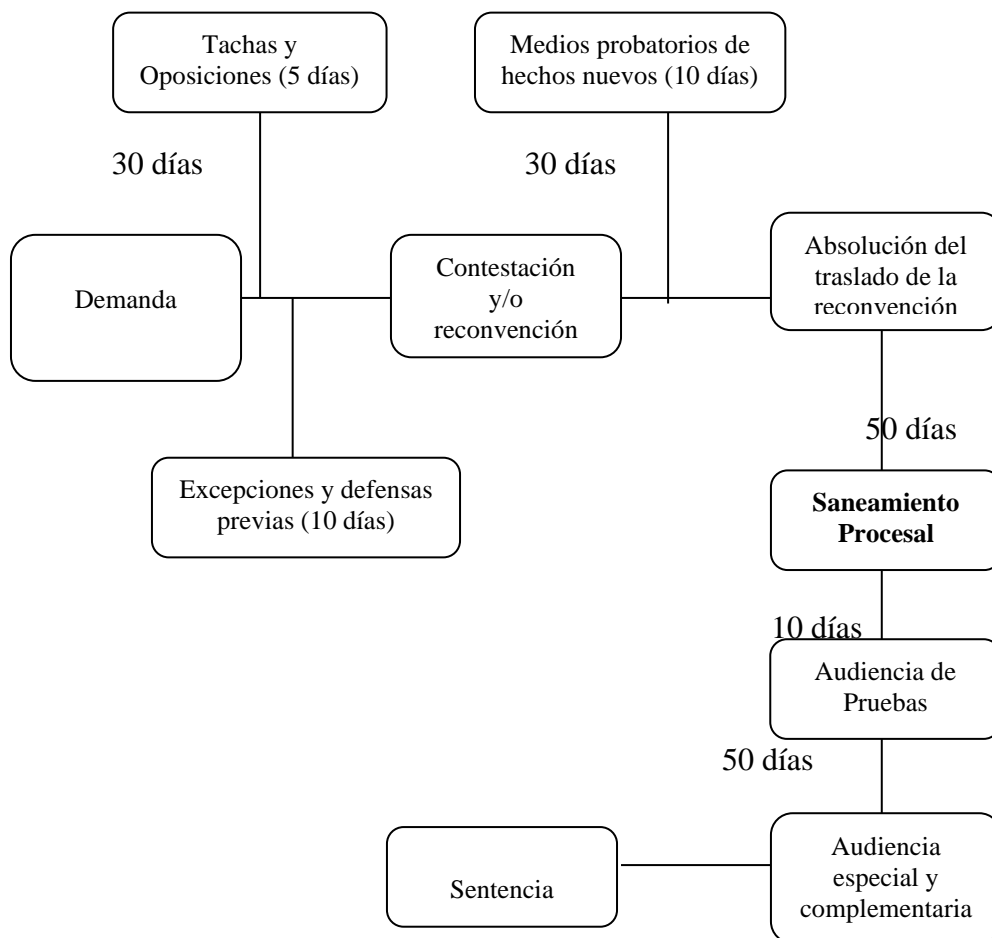 Tachas y
Oposiciones (5 días)
Medios probatorios de
hechos nuevos (10 días)
30 días
30 días
Demanda
Contestación
y/o
reconvención
Absolución del
traslado de la
reconvención
50 días
Excepciones y defensas
previas (10 días)
Saneamiento
Procesal
10 días
Audiencia de
Pruebas
50 días
Audiencia
especial y
complementaria
Sentencia